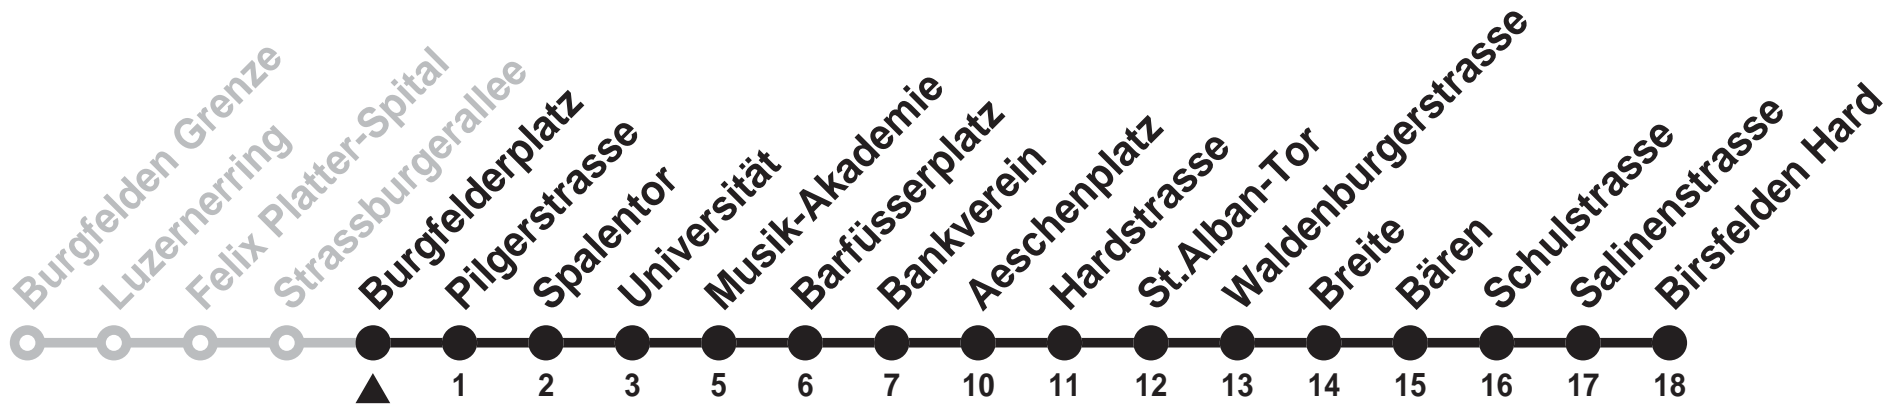 Burgfelden Grenze
Luzernerring
Felix Platter-Spital
Strassburgerallee
Burgfelderplatz
Pilgerstrasse
Spalentor
Universität
Musik-Akademie
Barfüsserplatz
Bankverein
Aeschenplatz
Hardstrasse
St.Alban-Tor
Waldenburgerstrasse
Breite
Bären
Schulstrasse
Salinenstrasse
Birsfelden Hard
1 2 3 5 6 7 10 11 12 13 14 15 16 17 18